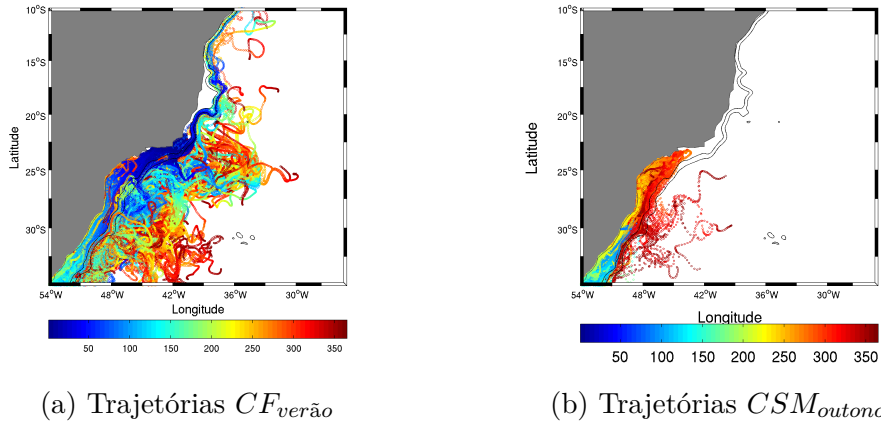 10°S
15°S
20°S
25°S
30°S
Latitude
54°W 48°W 42°W 36°W 30°W
Longitude
50 100 150 200 250 300 350
(a) Trajetórias CF_verão
10°S
15°S
20°S
25°S
30°S
Latitude
54°W 48°W 42°W 36°W 30°W
Longitude
50 100 150 200 250 300 350
(b) Trajetórias CSM_outono